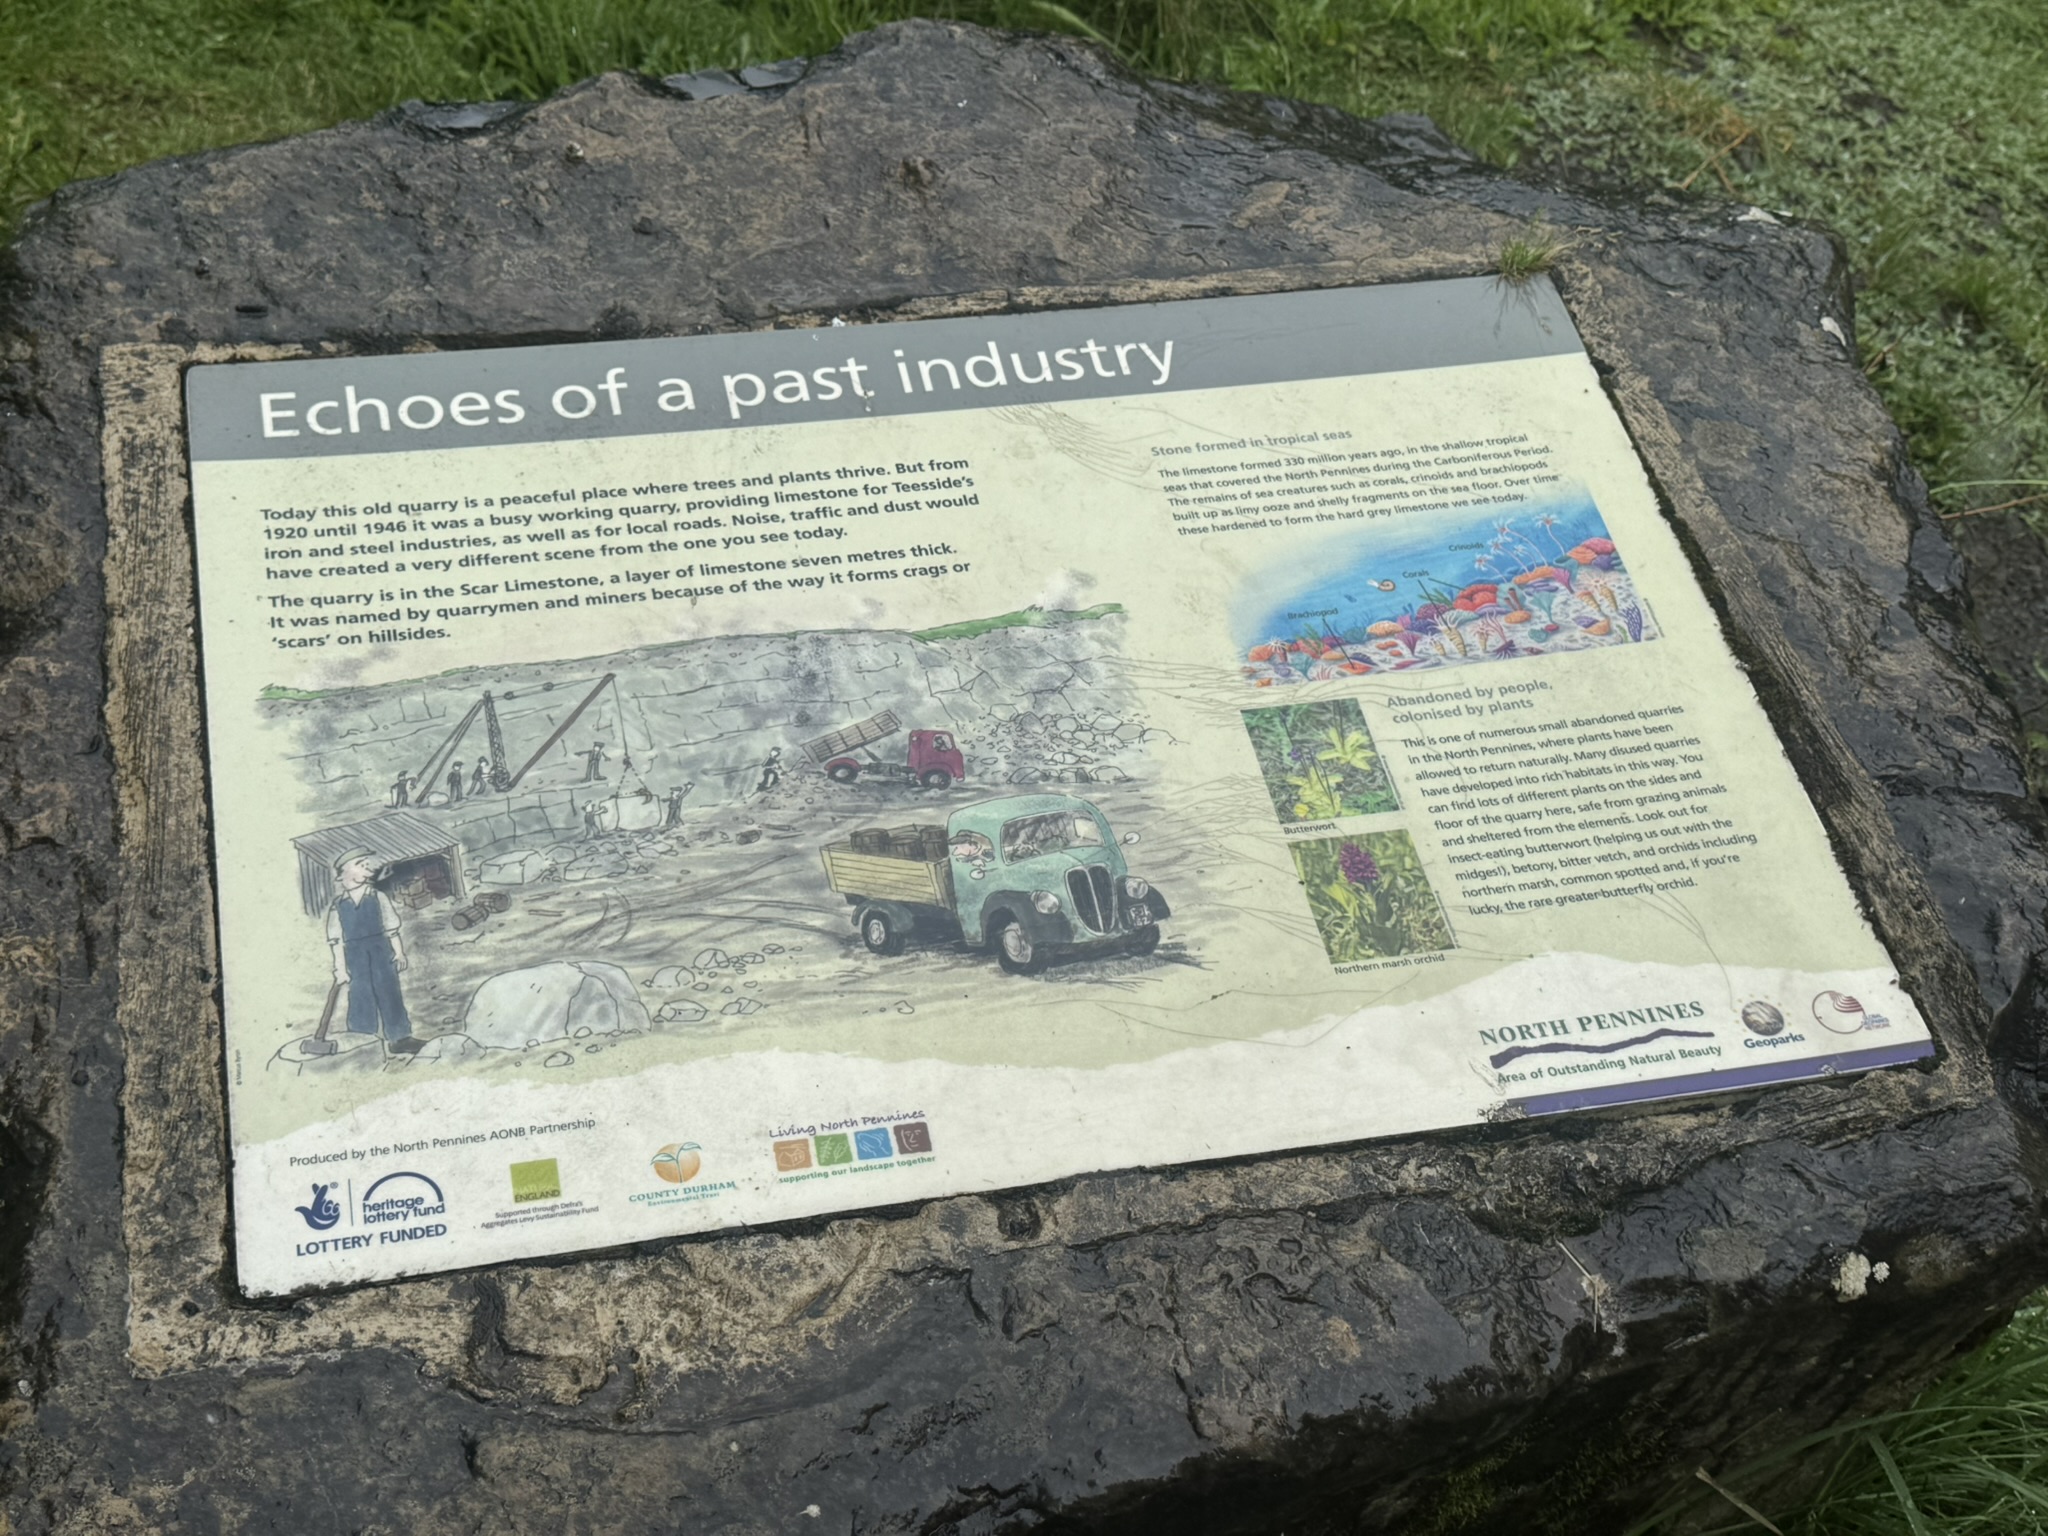 Echoes of a past industry
Today this old quarry is a peaceful place where trees and plants thrive. But from
1920 until 1946 it was a busy working quarry, providing limestone for Teesside's
iron and steel industries, as well as for local roads. Noise, traffic and dust would
have created a very different scene from the one you see today.
The quarry is in the Scar Limestone, a layer of limestone seven metres thick.
It was named by quarrymen and miners because of the way it forms crags or
'scars' on hillsides.
Stone formed in tropical seas
The limestone formed 330 million years ago, in the shallow tropical
seas that covered the North Pennines during the Carboniferous Period.
The remains of sea creatures such as corals, crinoids and brachiopods
built up as limy ooze and shelly fragments on the sea floor. Over time
these hardened to form the hard grey limestone we see today.
Crinoids
Corals
Brachiopod
Abandoned by people,
colonised by plants
This is one of numerous small abandoned quarries
in the North Pennines, where plants have been
allowed to return naturally. Many disused quarries
have developed into rich habitats in this way. You
can find lots of different plants on the sides and
floor of the quarry here, safe from grazing animals
and sheltered from the elements. Look out for
insect-eating butterwort (helping us out with the
midges!), betony, bitter vetch, and orchids including
northern marsh, common spotted and, if you're
lucky, the rare greater butterfly orchid.
Butterwort
Northern marsh orchid
NORTH PENNINES
Area of Outstanding Natural Beauty
Geoparks
Produced by the North Pennines AONB Partnership
heritage
lottery fund
LOTTERY FUNDED
ENGLAND
Supported through Defra's
Aggregates Levy Sustainability Fund
COUNTY DURHAM
Environmental Trust
Living North Pennines
supporting our landscape together